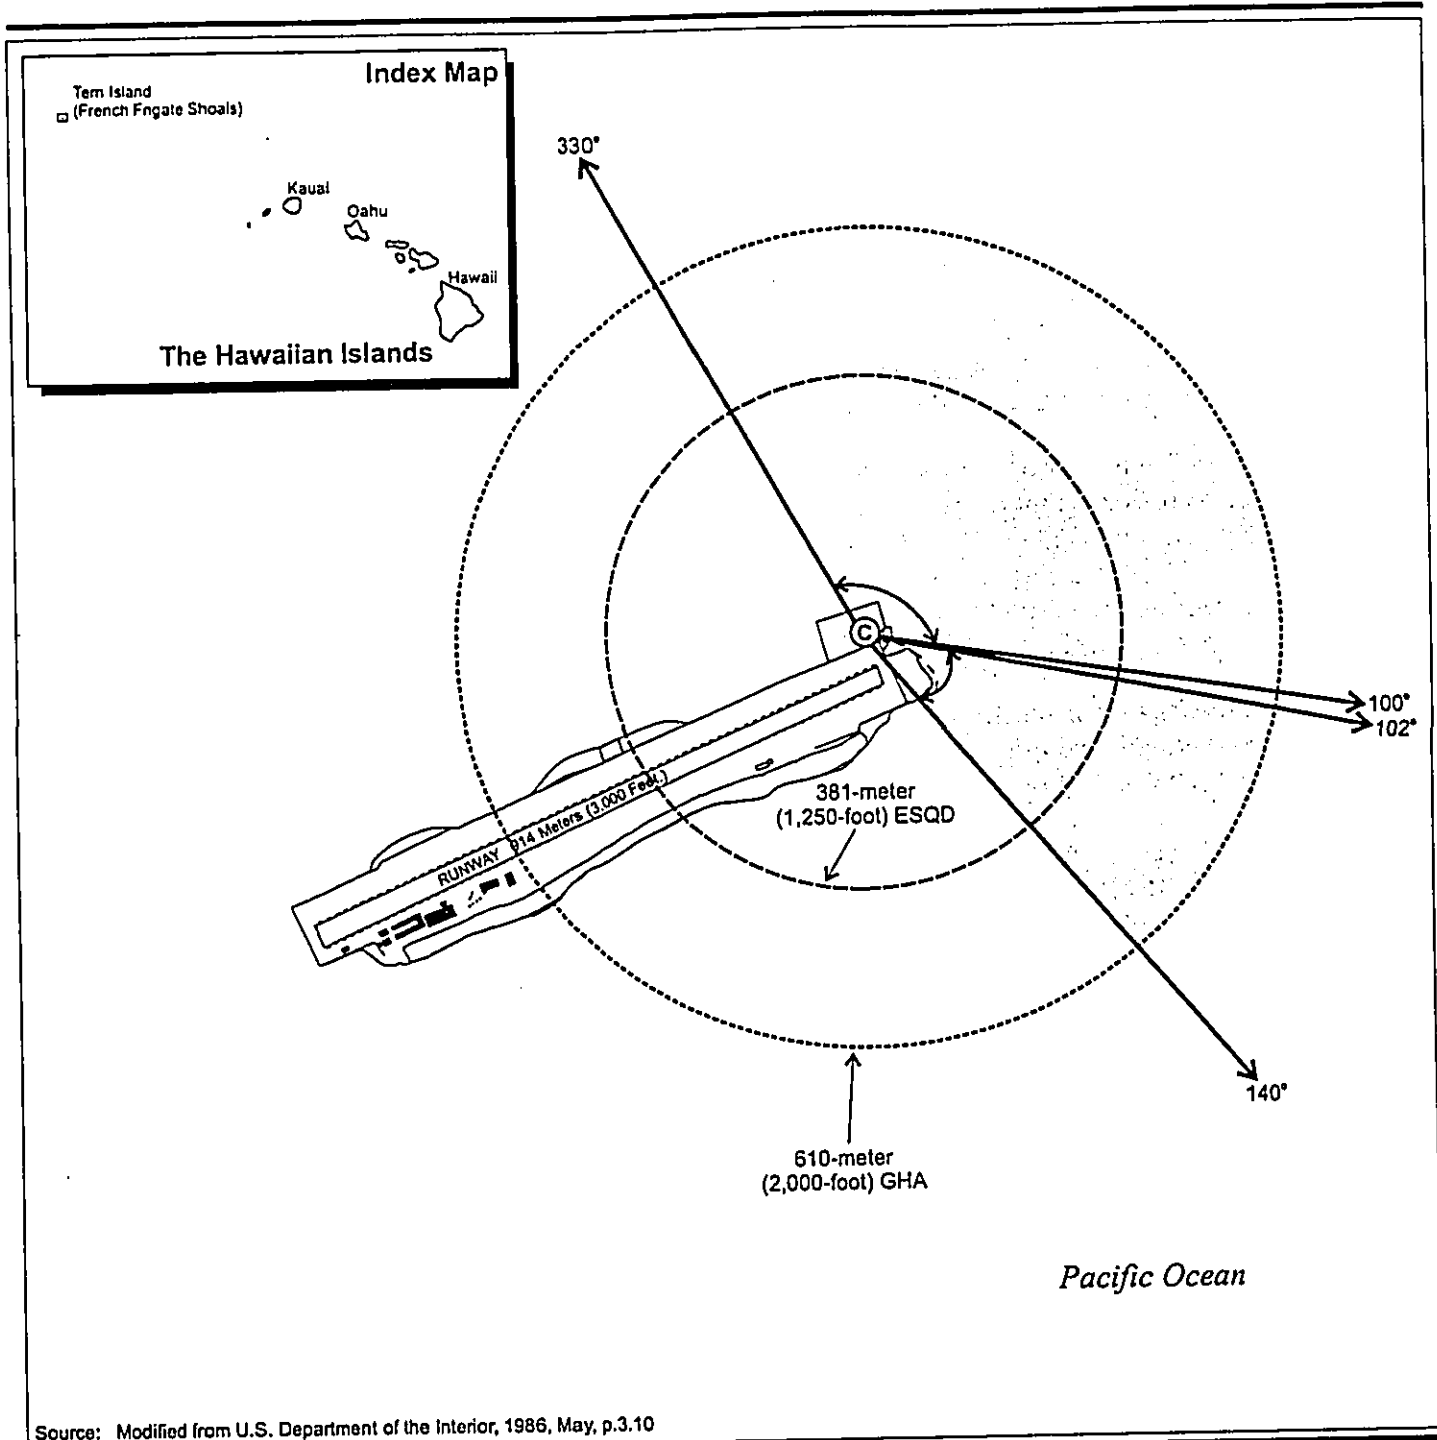 Index Map
Tern Island
(French Fngate Shoals)
Kauai
Oahu
Hawaii
The Hawaiian Islands
330°
C
100°
102°
381-meter
(1,250-foot) ESQD
RUNWAY 914 Meters (3,000 Feet.)
140°
610-meter
(2,000-foot) GHA
Pacific Ocean
Source: Modified from U.S. Department of the Interior, 1986, May, p.3.10